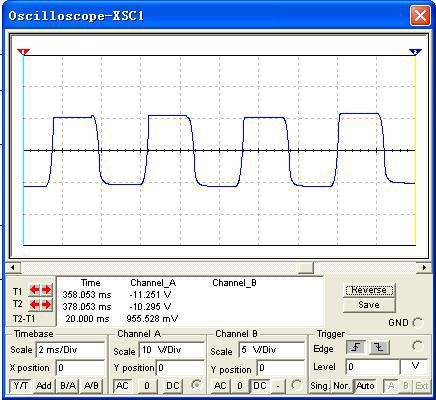 Oscilloscope-XSC1
1 2
Time Channel_A Channel_B
T1 358.053 ms -11.251 V
T2 378.053 ms -10.295 V
T2-T1 20.000 ms 955.528 mV
Reverse
Save
GND
Timebase Channel A Channel B Trigger
Scale 2 ms/Div Scale 10 V/Div Scale 5 V/Div Edge
X position 0 Y position 0 Y position 0 Level 0 V
Y/T Add B/A A/B AC 0 DC AC 0 DC - Sing. Nor. Auto A B Ext